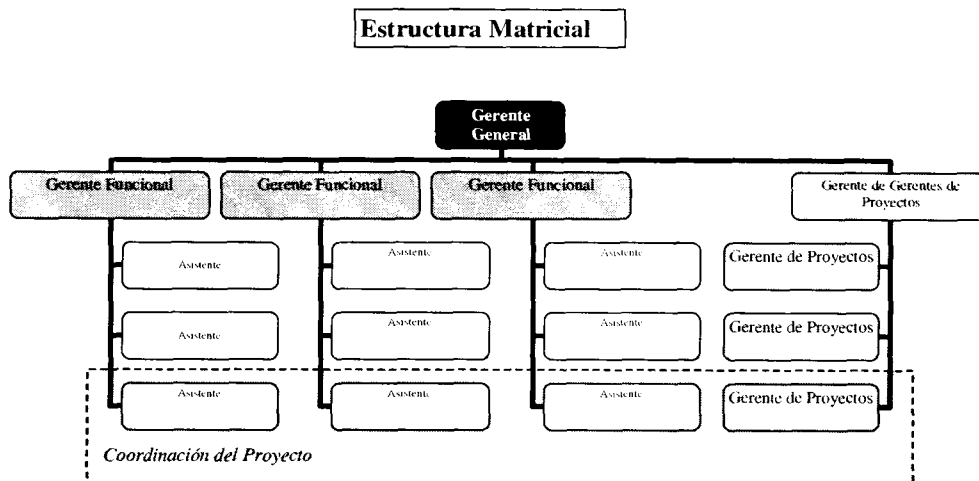 Estructura Matricial
Gerente
General
Gerente Funcional
Gerente Funcional
Gerente Funcional
Gerente de Gerentes de
Proyectos
Asistente
Asistente
Asistente
Gerente de Proyectos
Asistente
Asistente
Asistente
Gerente de Proyectos
Asistente
Asistente
Asistente
Gerente de Proyectos
Coordinación del Proyecto